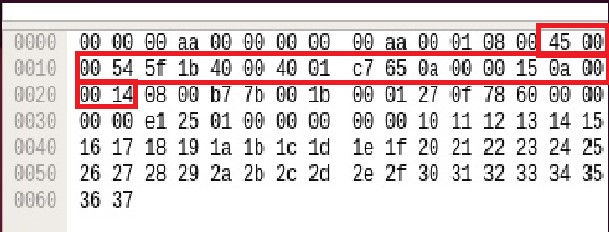 0000 00 00 00 aa 00 00 00 00 00 aa 00 01 08 00 45 00
0010 00 54 5f 1b 40 00 40 01 c7 65 0a 00 00 15 0a 00
0020 00 14 08 00 b7 7b 00 1b 00 01 27 0f 78 60 00 00
0030 00 00 e1 25 01 00 00 00 00 00 10 11 12 13 14 15
0040 16 17 18 19 1a 1b 1c 1d 1e 1f 20 21 22 23 24 25
0050 26 27 28 29 2a 2b 2c 2d 2e 2f 30 31 32 33 34 35
0060 36 37